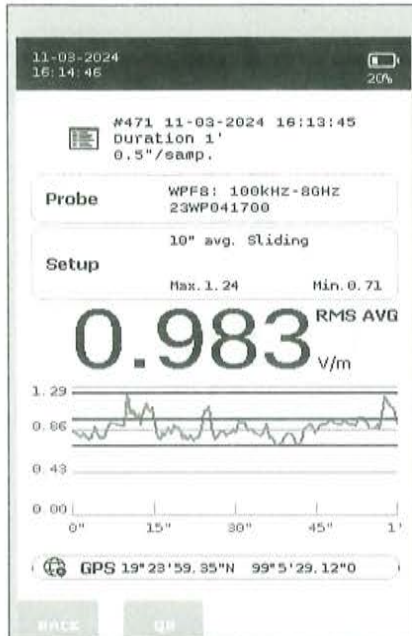 11-03-2024
16:14:46
20%
#471 11-03-2024 16:13:45
Duration 1'
0.5"/samp.
Probe
WPF8: 100kHz-8GHz
23WP041700
Setup
10" avg. Sliding
Max.1.24 Min.0.71
0.983 RMS AVG
V/m
1.29
0.86
0.43
0.00
0" 15" 30" 45" 1'
GPS 19°23'59.35"N 99°5'29.12"O
BACK QR